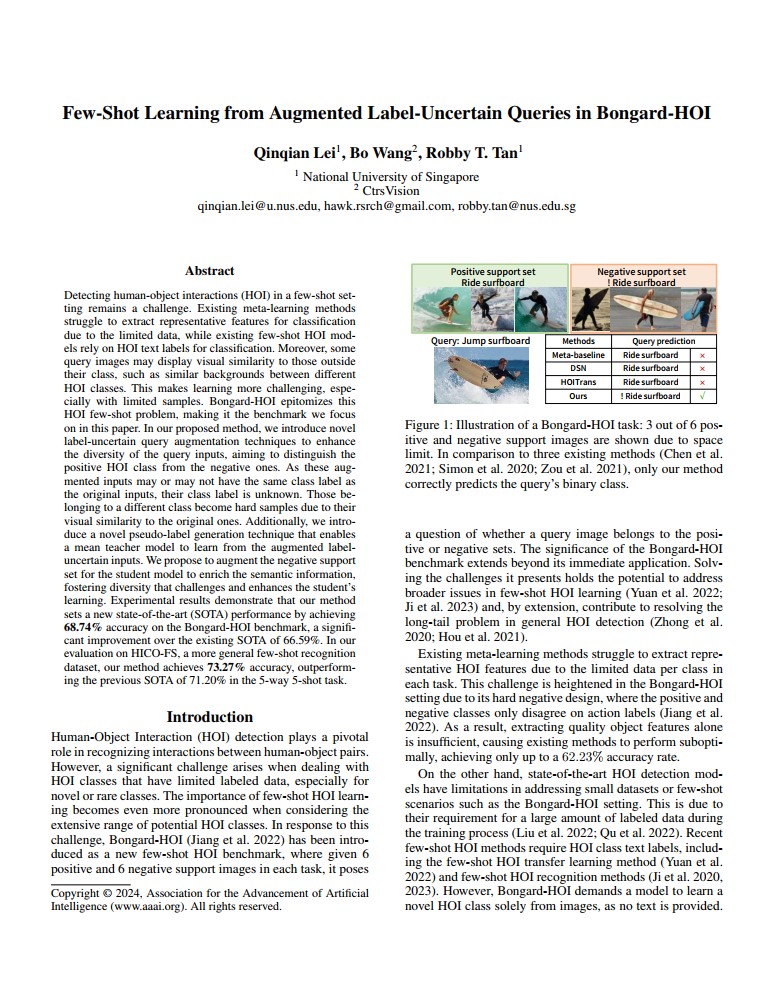 Few-Shot Learning from Augmented Label-Uncertain Queries in Bongard-HOI
Qinqian Lei1, Bo Wang2, Robby T. Tan1
1 National University of Singapore
2 CtrsVision
qinqian.lei@u.nus.edu, hawk.rsrch@gmail.com, robby.tan@nus.edu.sg
Abstract
Detecting human-object interactions (HOI) in a few-shot set-
ting remains a challenge. Existing meta-learning methods
struggle to extract representative features for classification
due to the limited data, while existing few-shot HOI mod-
els rely on HOI text labels for classification. Moreover, some
query images may display visual similarity to those outside
their class, such as similar backgrounds between different
HOI classes. This makes learning more challenging, espe-
cially with limited samples. Bongard-HOI epitomizes this
HOI few-shot problem, making it the benchmark we focus
on in this paper. In our proposed method, we introduce novel
label-uncertain query augmentation techniques to enhance
the diversity of the query inputs, aiming to distinguish the
positive HOI class from the negative ones. As these aug-
mented inputs may or may not have the same class label as
the original inputs, their class label is unknown. Those be-
longing to a different class become hard samples due to their
visual similarity to the original ones. Additionally, we intro-
duce a novel pseudo-label generation technique that enables
a mean teacher model to learn from the augmented label-
uncertain inputs. We propose to augment the negative support
set for the student model to enrich the semantic information,
fostering diversity that challenges and enhances the student's
learning. Experimental results demonstrate that our method
sets a new state-of-the-art (SOTA) performance by achieving
68.74% accuracy on the Bongard-HOI benchmark, a signifi-
cant improvement over the existing SOTA of 66.59%. In our
evaluation on HICO-FS, a more general few-shot recognition
dataset, our method achieves 73.27% accuracy, outperform-
ing the previous SOTA of 71.20% in the 5-way 5-shot task.
Introduction
Human-Object Interaction (HOI) detection plays a pivotal
role in recognizing interactions between human-object pairs.
However, a significant challenge arises when dealing with
HOI classes that have limited labeled data, especially for
novel or rare classes. The importance of few-shot HOI learn-
ing becomes even more pronounced when considering the
extensive range of potential HOI classes. In response to this
challenge, Bongard-HOI (Jiang et al. 2022) has been intro-
duced as a new few-shot HOI benchmark, where given 6
positive and 6 negative support images in each task, it poses
Copyright © 2024, Association for the Advancement of Artificial
Intelligence (www.aaai.org). All rights reserved.
Positive support set
Ride surfboard
Negative support set
! Ride surfboard
Query: Jump surfboard
Methods Query prediction
Meta-baseline Ride surfboard ×
DSN Ride surfboard ×
HOITrans Ride surfboard ×
Ours ! Ride surfboard √
Figure 1: Illustration of a Bongard-HOI task: 3 out of 6 pos-
itive and negative support images are shown due to space
limit. In comparison to three existing methods (Chen et al.
2021; Simon et al. 2020; Zou et al. 2021), only our method
correctly predicts the query's binary class.
a question of whether a query image belongs to the posi-
tive or negative sets. The significance of the Bongard-HOI
benchmark extends beyond its immediate application. Solv-
ing the challenges it presents holds the potential to address
broader issues in few-shot HOI learning (Yuan et al. 2022;
Ji et al. 2023) and, by extension, contribute to resolving the
long-tail problem in general HOI detection (Zhong et al.
2020; Hou et al. 2021).
Existing meta-learning methods struggle to extract repre-
sentative HOI features due to the limited data per class in
each task. This challenge is heightened in the Bongard-HOI
setting due to its hard negative design, where the positive and
negative classes only disagree on action labels (Jiang et al.
2022). As a result, extracting quality object features alone
is insufficient, causing existing methods to perform subopti-
mally, achieving only up to a 62.23% accuracy rate.
On the other hand, state-of-the-art HOI detection mod-
els have limitations in addressing small datasets or few-shot
scenarios such as the Bongard-HOI setting. This is due to
their requirement for a large amount of labeled data during
the training process (Liu et al. 2022; Qu et al. 2022). Recent
few-shot HOI methods require HOI class text labels, includ-
ing the few-shot HOI transfer learning method (Yuan et al.
2022) and few-shot HOI recognition methods (Ji et al. 2020,
2023). However, Bongard-HOI demands a model to learn a
novel HOI class solely from images, as no text is provided.